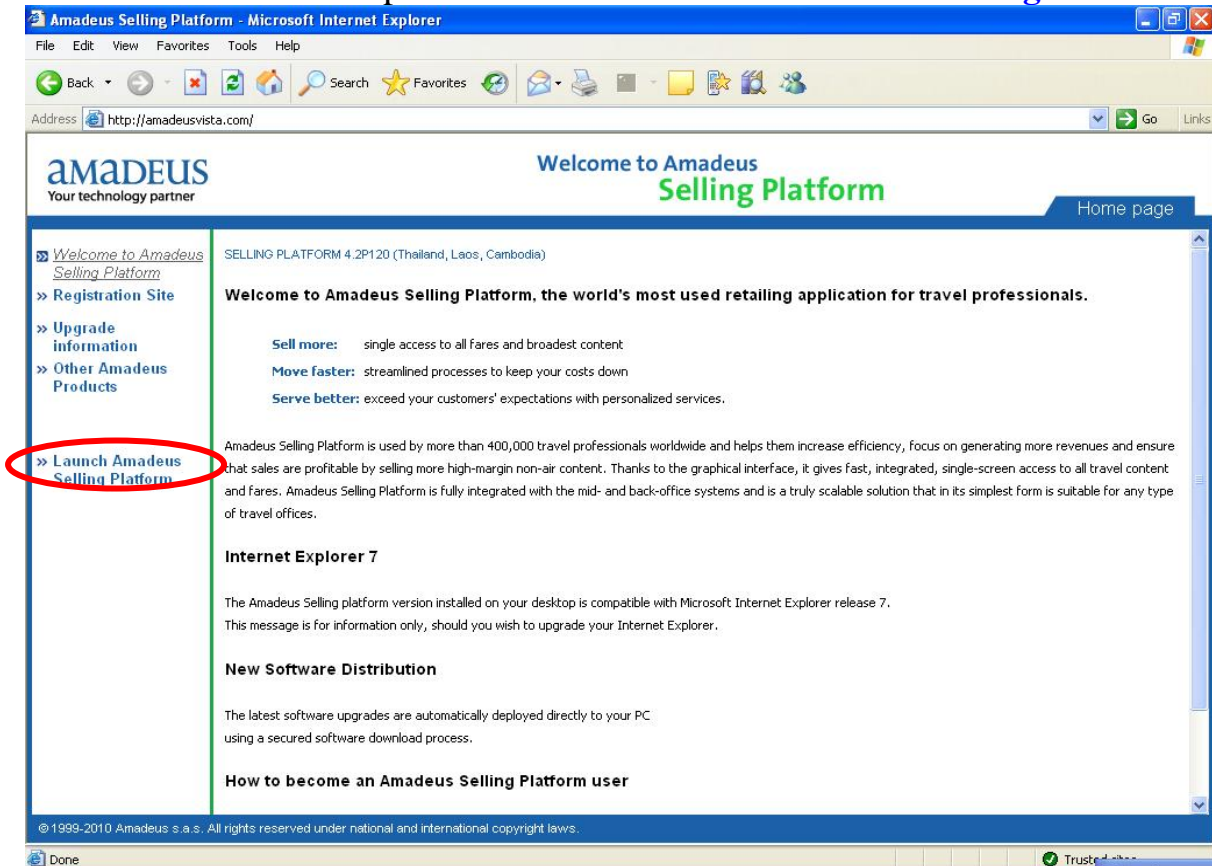 Amadeus Selling Platform - Microsoft Internet Explorer
File Edit View Favorites Tools Help
Back Search Favorites
Address http://amadeusvista.com/ Go Links
amadeus
Your technology partner
Welcome to Amadeus
Selling Platform
Home page
Welcome to Amadeus
Selling Platform
» Registration Site
» Upgrade
information
» Other Amadeus
Products
» Launch Amadeus
Selling Platform
SELLING PLATFORM 4.2P120 (Thailand, Laos, Cambodia)
Welcome to Amadeus Selling Platform, the world's most used retailing application for travel professionals.
Sell more: single access to all fares and broadest content
Move faster: streamlined processes to keep your costs down
Serve better: exceed your customers' expectations with personalized services.
Amadeus Selling Platform is used by more than 400,000 travel professionals worldwide and helps them increase efficiency, focus on generating more revenues and ensure
that sales are profitable by selling more high-margin non-air content. Thanks to the graphical interface, it gives fast, integrated, single-screen access to all travel content
and fares. Amadeus Selling Platform is fully integrated with the mid- and back-office systems and is a truly scalable solution that in its simplest form is suitable for any type
of travel offices.
Internet Explorer 7
The Amadeus Selling platform version installed on your desktop is compatible with Microsoft Internet Explorer release 7.
This message is for information only, should you wish to upgrade your Internet Explorer.
New Software Distribution
The latest software upgrades are automatically deployed directly to your PC
using a secured software download process.
How to become an Amadeus Selling Platform user
©1999-2010 Amadeus s.a.s. All rights reserved under national and international copyright laws.
Done